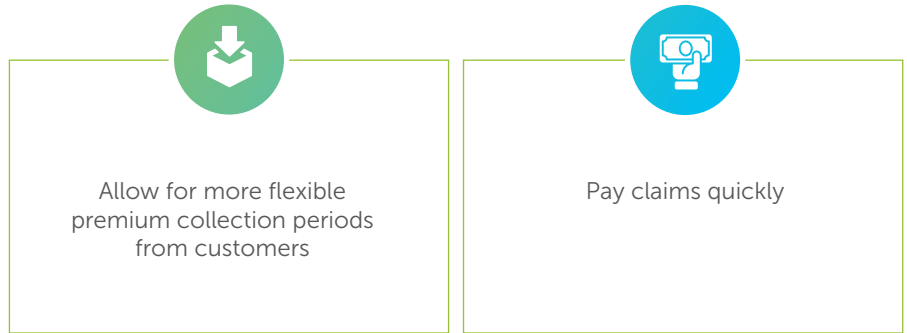 Allow for more flexible
premium collection periods
from customers
Pay claims quickly